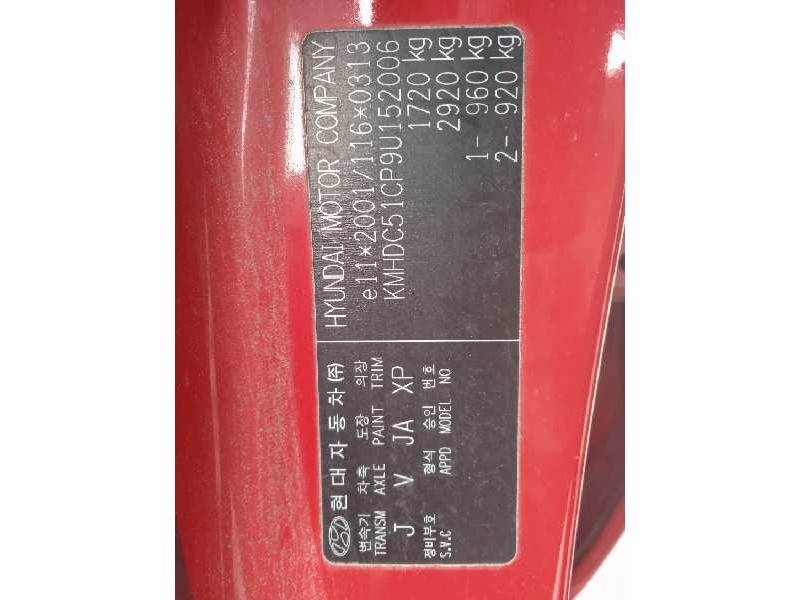 현대자동차(주)
변속기 차축 도장 의장
TRANSM AXLE PAINT TRIM
J V JA XP
정비부호 형식 승인 번호
S.V.C APPD MODEL NO
HYUNDAI MOTOR COMPANY
e11*2001/116*0313
KMHDC51CP9U152006
1720 kg
2920 kg
1- 960 kg
2- 920 kg